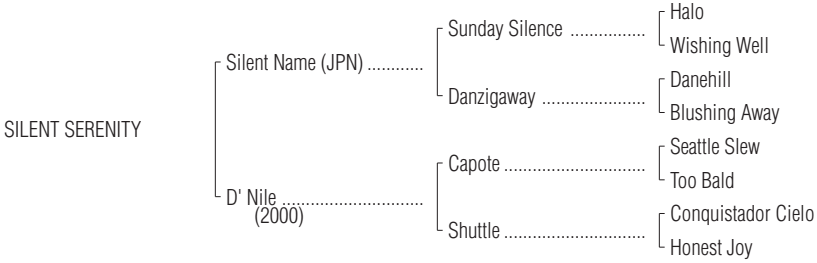 Halo
Sunday Silence ................
Wishing Well
Silent Name (JPN) ............
Danehill
Danzigaway ......................
Blushing Away
SILENT SERENITY
Seattle Slew
Capote ..............................
Too Bald
D' Nile ..............................
(2000)
Conquistador Cielo
Shuttle ..............................
Honest Joy